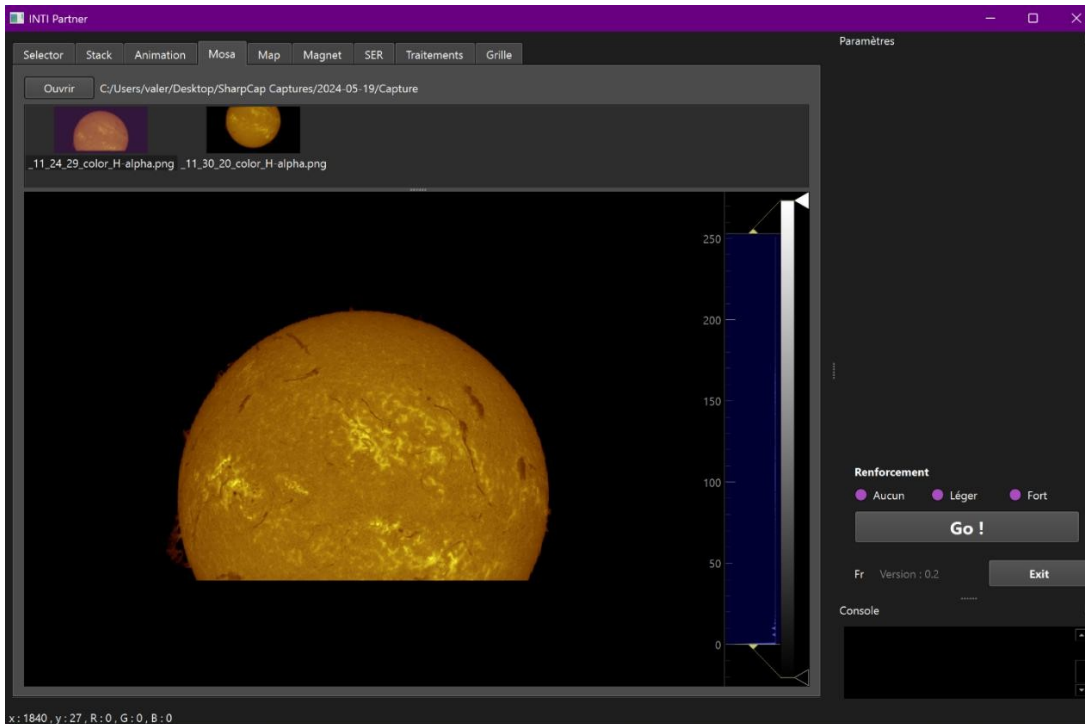 INTI Partner
Selector Stack Animation Mosa Map Magnet SER Traitements Grille
Paramètres
Ouvrir C:/Users/valer/Desktop/SharpCap Captures/2024-05-19/Capture
_11_24_29_color_H-alpha.png _11_30_20_color_H-alpha.png
250
200
150
100
50
0
Renforcement
Aucun Léger Fort
Go !
Fr Version : 0.2 Exit
Console
x : 1840 , y : 27 , R : 0 , G : 0 , B : 0